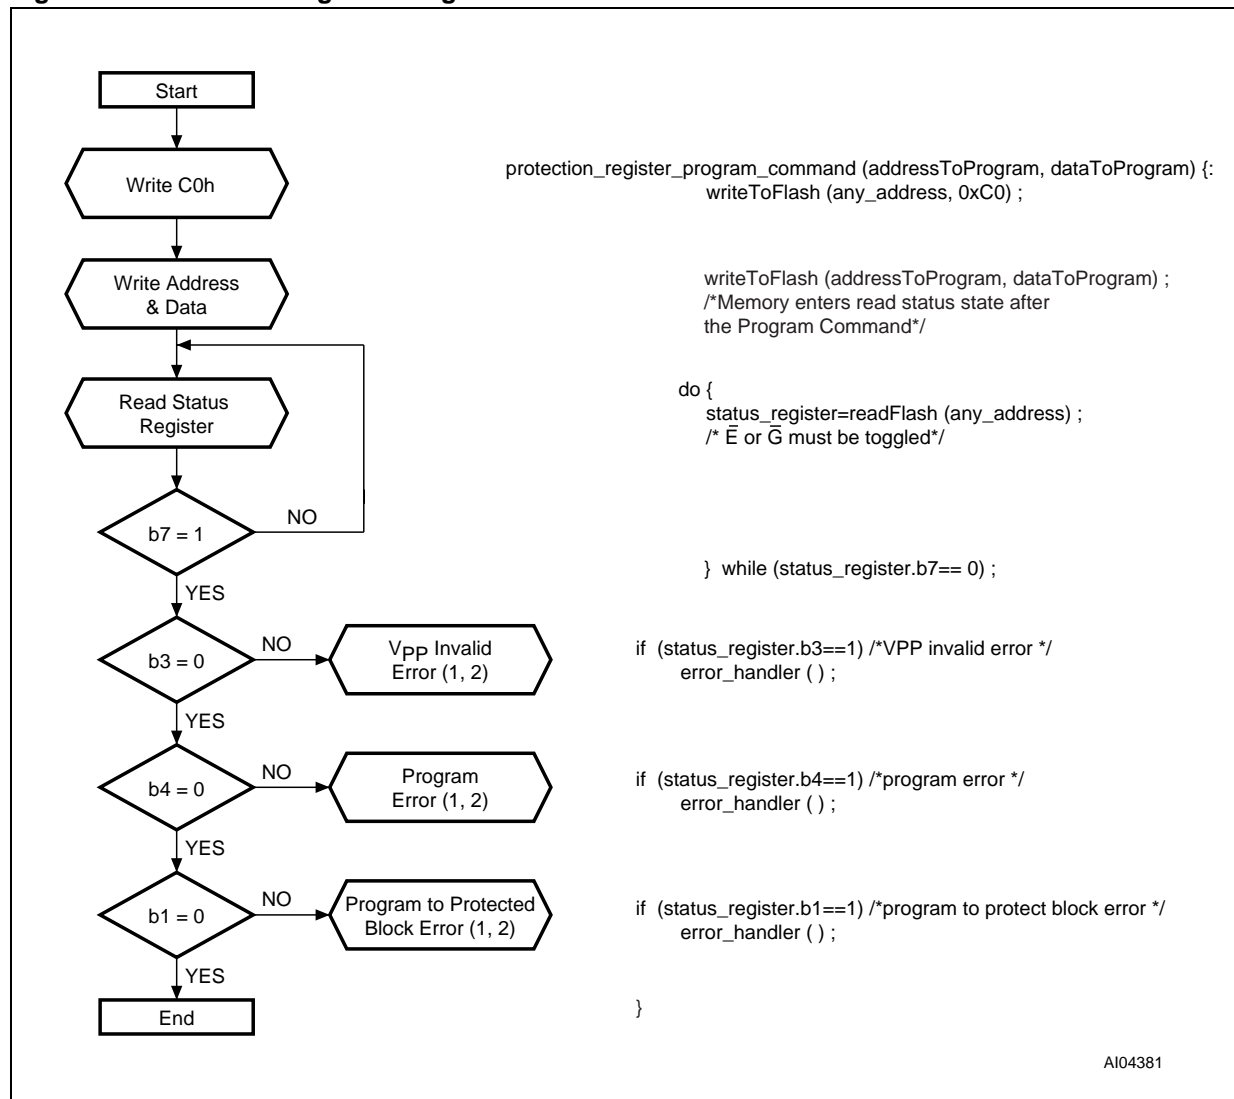 Start
Write C0h
protection_register_program_command (addressToProgram, dataToProgram) {:
writeToFlash (any_address, 0xC0) ;
Write Address
& Data
writeToFlash (addressToProgram, dataToProgram) ;
/*Memory enters read status state after
the Program Command*/
Read Status
Register
do {
status_register=readFlash (any_address) ;
/* E̅ or G̅ must be toggled*/
b7 = 1
NO
YES
} while (status_register.b7== 0) ;
b3 = 0
NO
YES
VPP Invalid
Error (1, 2)
if (status_register.b3==1) /*VPP invalid error */
error_handler ( ) ;
b4 = 0
NO
YES
Program
Error (1, 2)
if (status_register.b4==1) /*program error */
error_handler ( ) ;
b1 = 0
NO
YES
Program to Protected
Block Error (1, 2)
if (status_register.b1==1) /*program to protect block error */
error_handler ( ) ;
End
}
AI04381